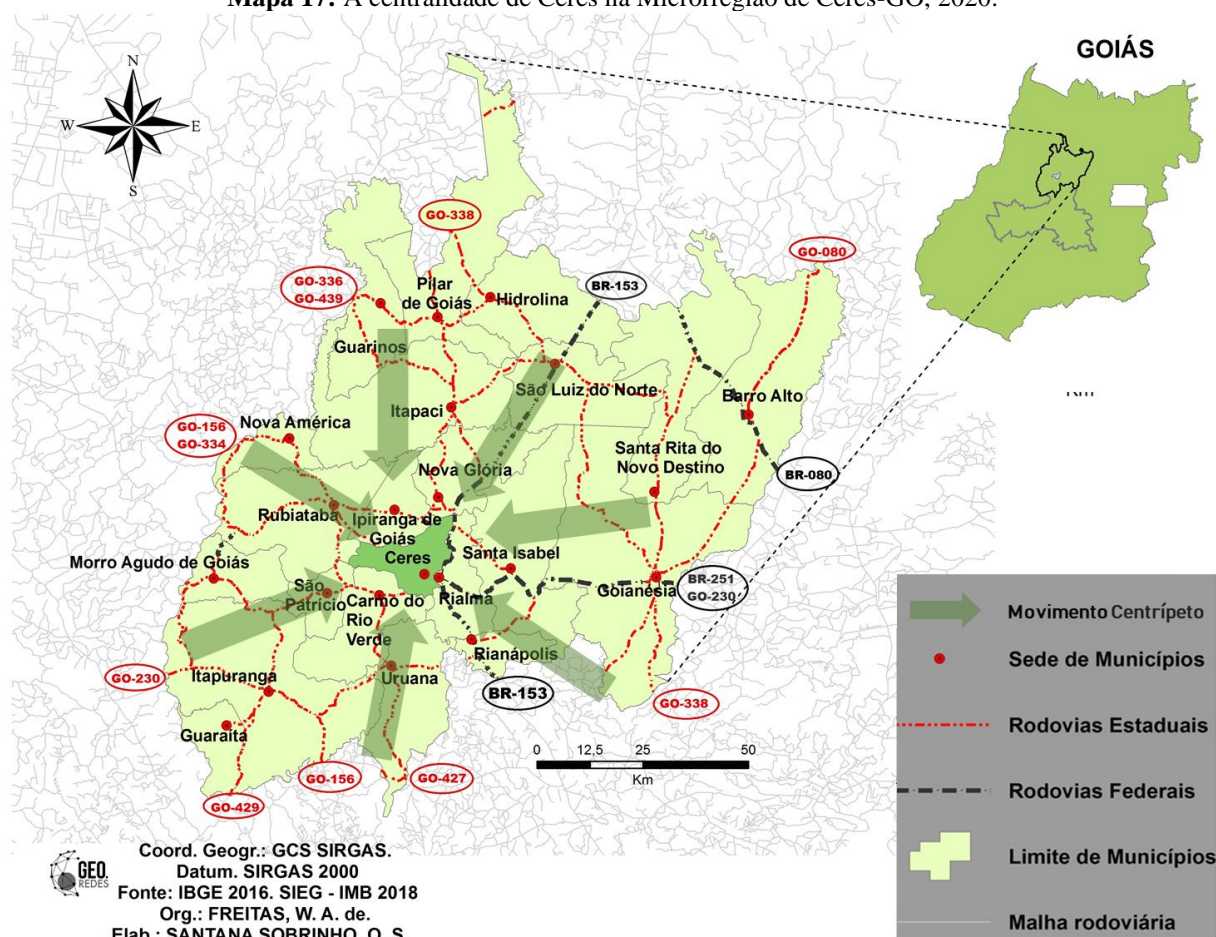 Mapa 17: A centralidade de Ceres na Microrregião de Ceres-GO, 2020.
GOIÁS
N
W
E
S
GO-338
GO-080
GO-336
GO-439
Pilar
de Goiás
Hidrolina
BR-153
Guarinos
São Luiz do Norte
Barro Alto
Itapaci
GO-156
GO-334
Nova América
Santa Rita do
Novo Destino
Nova Glória
BR-080
Rubiataba
Ipiranga de
Goiás
Ceres
Santa Isabel
Morro Agudo de Goiás
São
Patrício
Carmo do
Rio
Verde
Rialma
Goianésia
BR-251
GO-230
Rianápolis
GO-230
Itapuranga
Uruana
BR-153
GO-338
Guaraíta
GO-156
GO-427
GO-429
0 12,5 25 50
Km
Km
Movimento Centrípeto
Sede de Municípios
Rodovias Estaduais
Rodovias Federais
Limite de Municípios
Malha rodoviária
GEO.
REDES
Coord. Geogr.: GCS SIRGAS.
Datum. SIRGAS 2000
Fonte: IBGE 2016. SIEG - IMB 2018
Org.: FREITAS, W. A. de.
Elab.: SANTANA SOBRINHO, O. S.